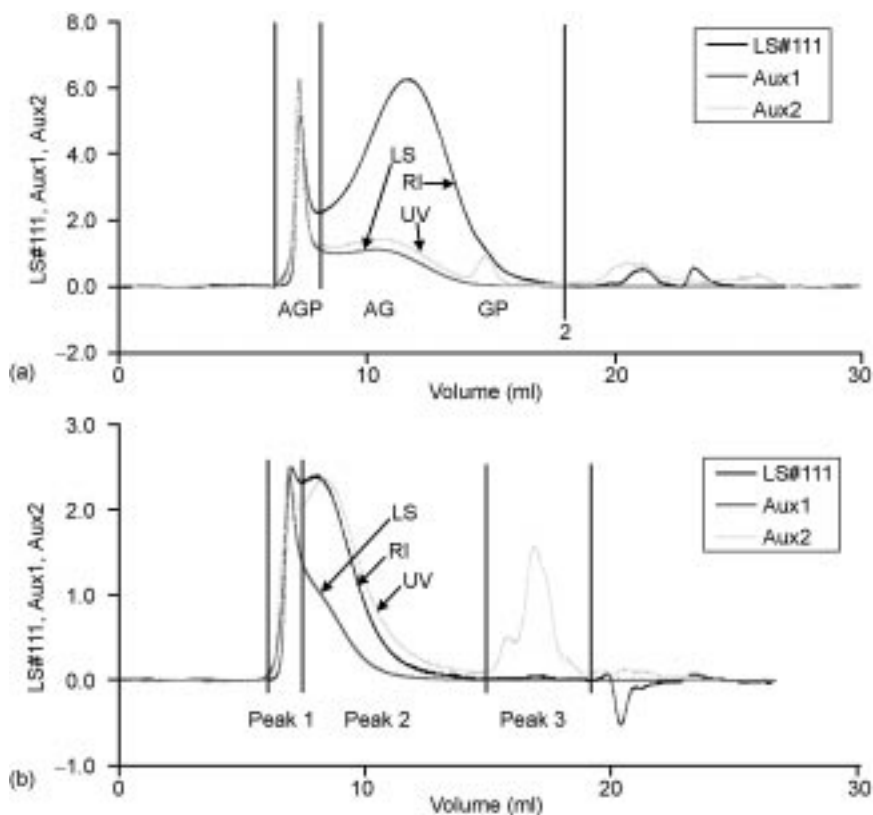 8.0
6.0
4.0
2.0
0.0
−2.0
LS#111, Aux1, Aux2
LS#111
Aux1
Aux2
LS
RI
UV
AGP AG GP
2
(a)
0 10 20 30
Volume (ml)
3.0
2.0
1.0
0.0
−1.0
LS#111, Aux1, Aux2
LS#111
Aux1
Aux2
LS
RI
UV
Peak 1 Peak 2 Peak 3
(b)
0 10 20 30
Volume (ml)